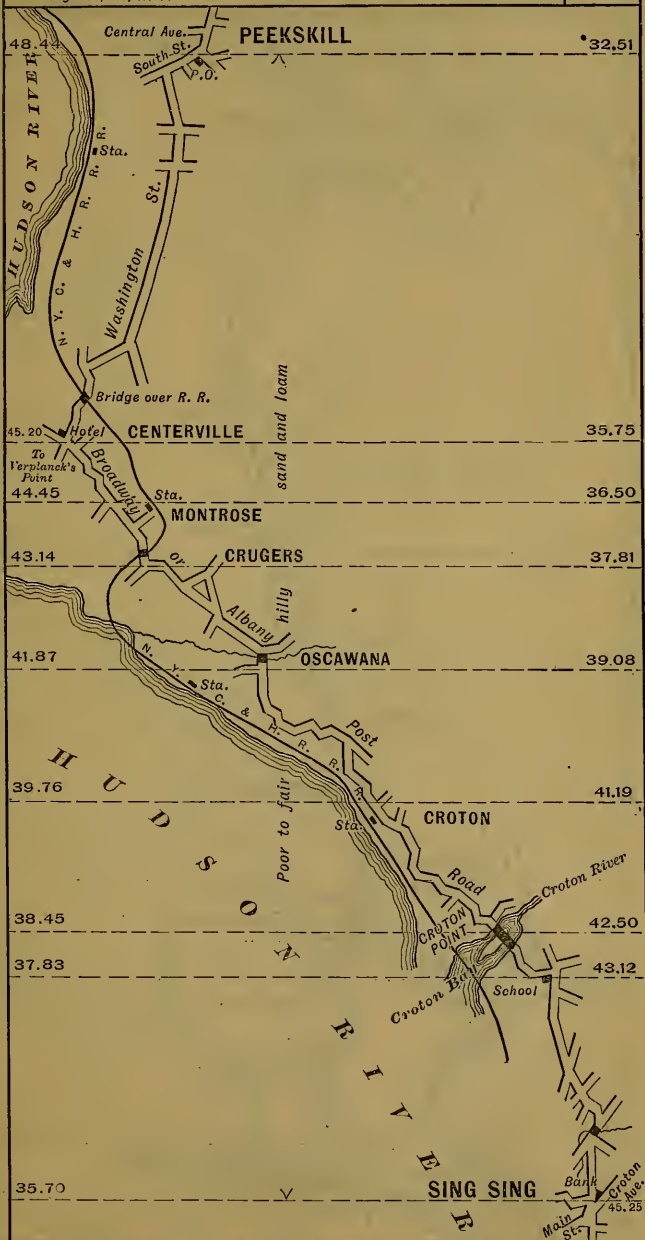 Central Ave.
PEEKSKILL
48.44
32.51
South St.
P.O.
HUDSON RIVER
Sta.
N. Y. C. & H. R. R. R.
Washington St.
Bridge over R. R.
sand and loam
45.20
Hotel
CENTERVILLE
35.75
To
Verplanck's
Point
Broadway
44.45
Sta.
MONTROSE
36.50
43.14
or
CRUGERS
37.81
Albany
hilly
41.87
OSCAWANA
39.08
N. Y. C. & H. R. R. R.
Sta.
Post
HUDSON RIVER
Poor to fair
39.76
41.19
CROTON
Sta.
Road
Croton River
38.45
CROTON
POINT
42.50
37.83
43.12
Croton Bay
School
35.70
SING SING
Bank
Croton
Ave.
45.25
Main
St.